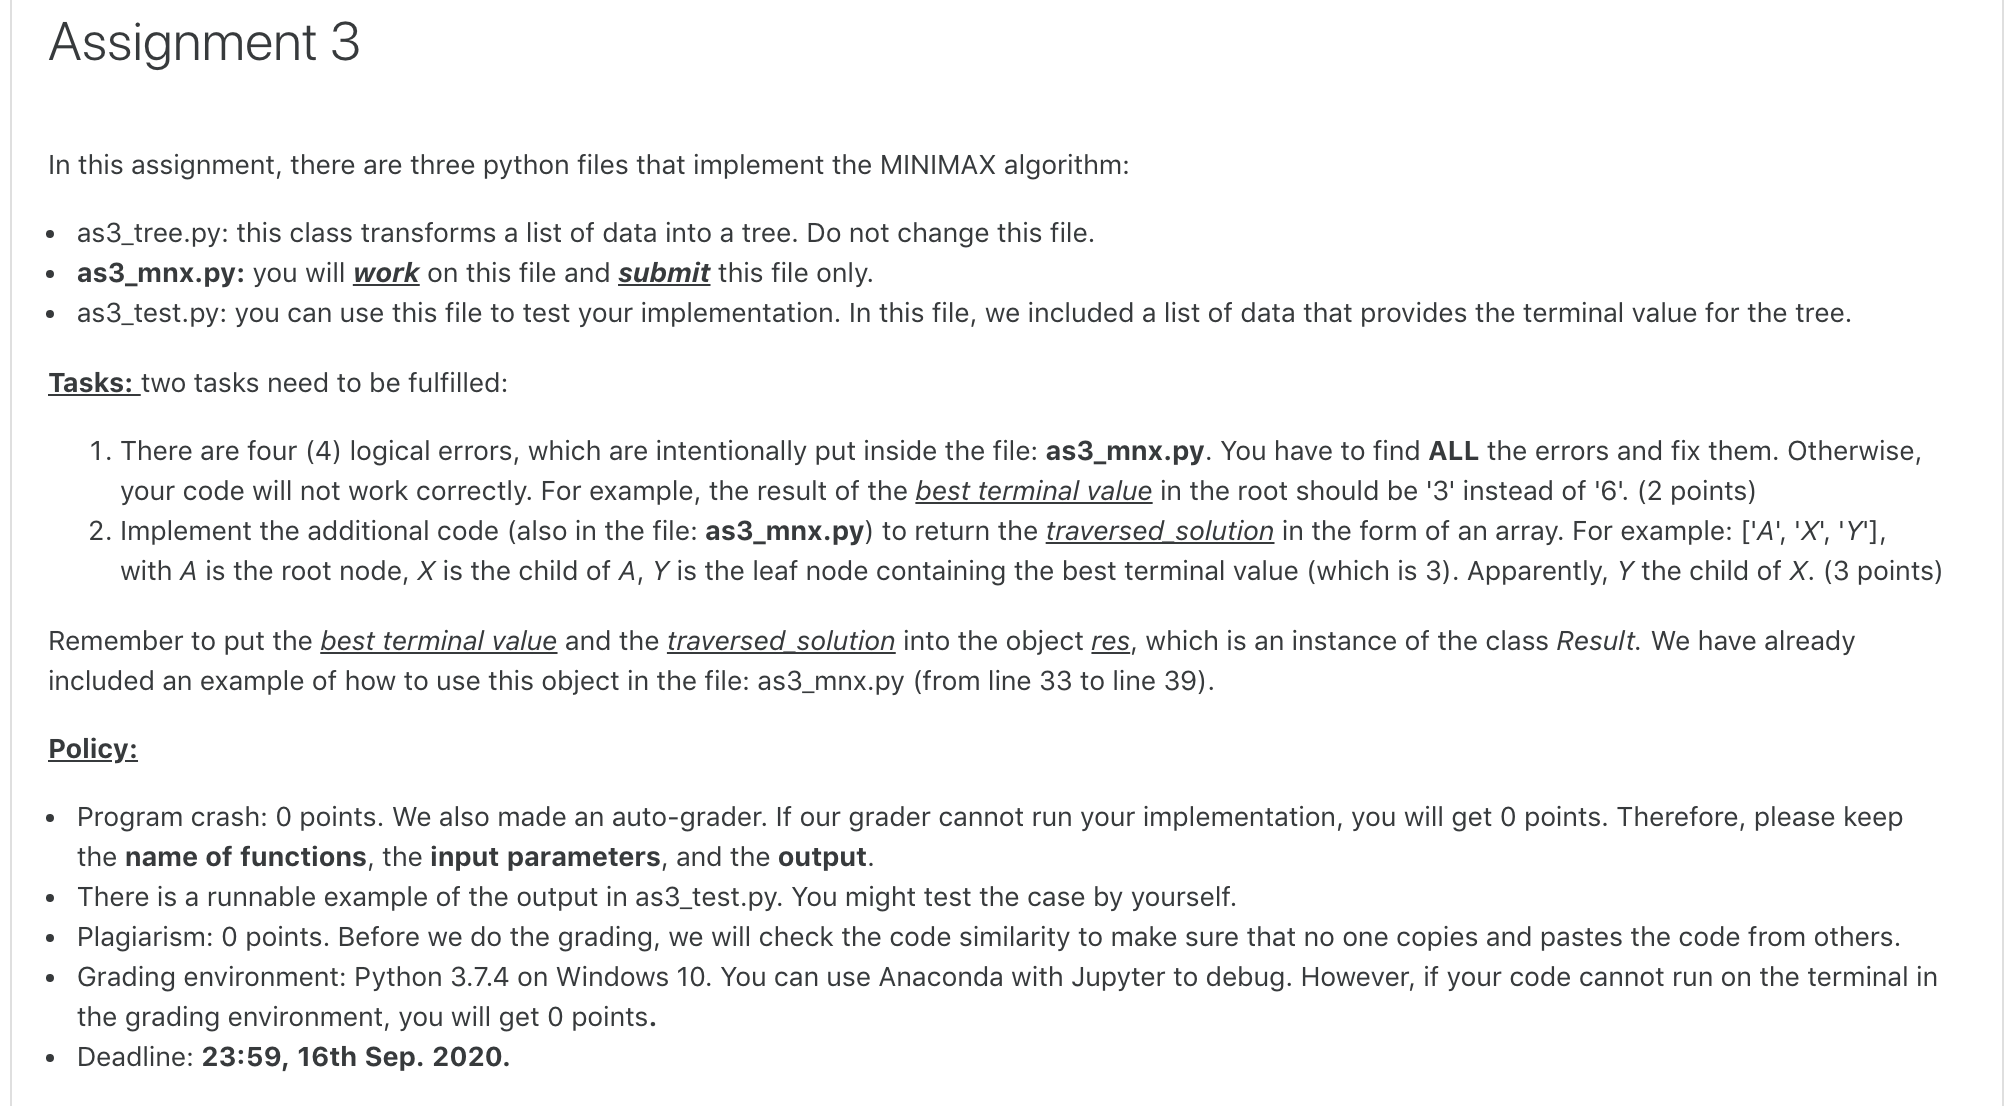 Assignment 3
In this assignment, there are three python files that implement the MINIMAX algorithm:
• as3_tree.py: this class transforms a list of data into a tree. Do not change this file.
• as3_mnx.py: you will work on this file and submit this file only.
• as3_test.py: you can use this file to test your implementation. In this file, we included a list of data that provides the terminal value for the tree.
Tasks: two tasks need to be fulfilled:
1. There are four (4) logical errors, which are intentionally put inside the file: as3_mnx.py. You have to find ALL the errors and fix them. Otherwise,
your code will not work correctly. For example, the result of the best terminal value in the root should be '3' instead of '6'. (2 points)
2. Implement the additional code (also in the file: as3_mnx.py) to return the traversed_solution in the form of an array. For example: ['A', 'X', 'Y'],
with A is the root node, X is the child of A, Y is the leaf node containing the best terminal value (which is 3). Apparently, Y the child of X. (3 points)
Remember to put the best terminal value and the traversed_solution into the object res, which is an instance of the class Result. We have already
included an example of how to use this object in the file: as3_mnx.py (from line 33 to line 39).
Policy:
• Program crash: 0 points. We also made an auto-grader. If our grader cannot run your implementation, you will get 0 points. Therefore, please keep
the name of functions, the input parameters, and the output.
• There is a runnable example of the output in as3_test.py. You might test the case by yourself.
• Plagiarism: 0 points. Before we do the grading, we will check the code similarity to make sure that no one copies and pastes the code from others.
• Grading environment: Python 3.7.4 on Windows 10. You can use Anaconda with Jupyter to debug. However, if your code cannot run on the terminal in
the grading environment, you will get 0 points.
• Deadline: 23:59, 16th Sep. 2020.